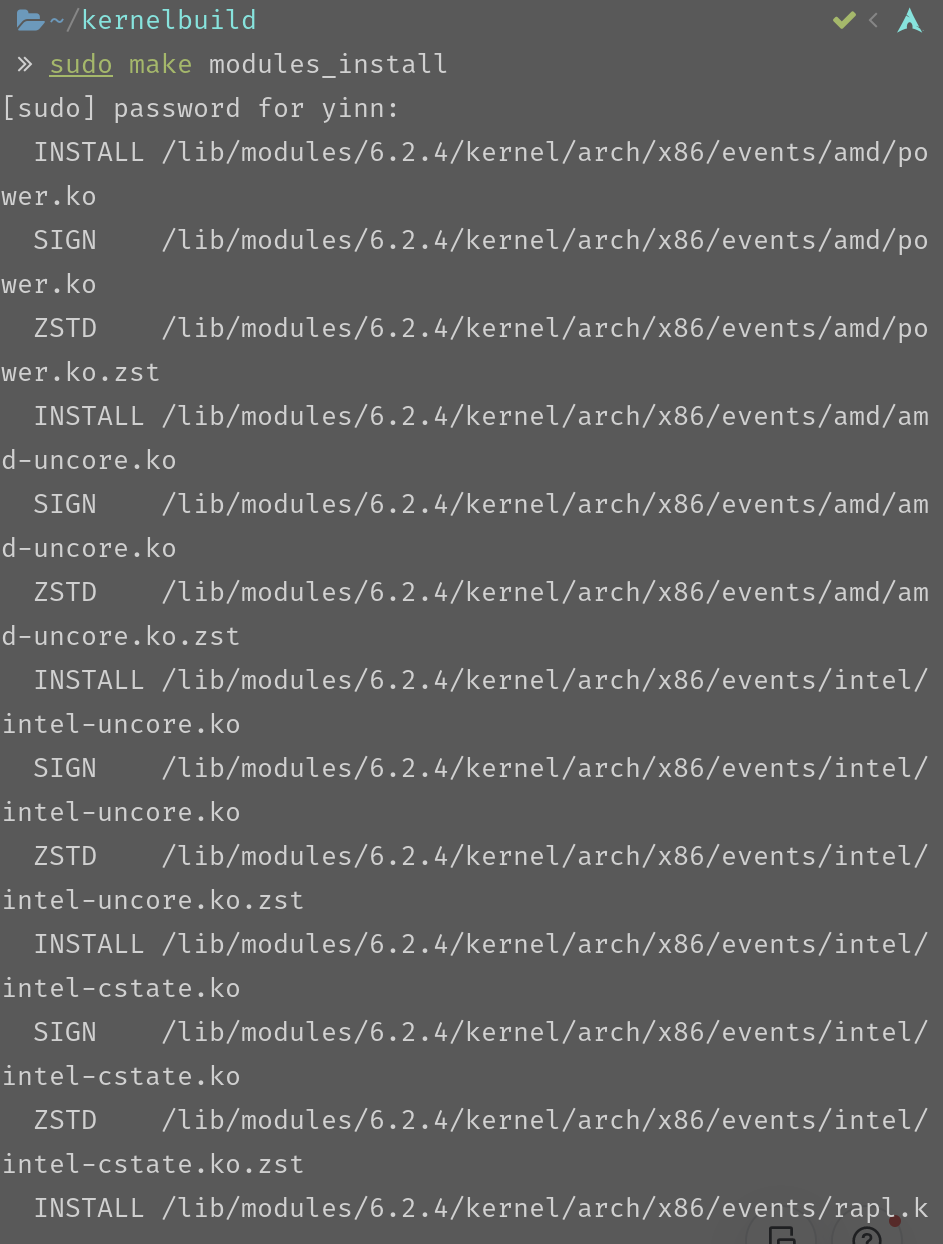 ~/kernelbuild
» sudo make modules_install
[sudo] password for yinn:
  INSTALL /lib/modules/6.2.4/kernel/arch/x86/events/amd/po
wer.ko
  SIGN    /lib/modules/6.2.4/kernel/arch/x86/events/amd/po
wer.ko
  ZSTD    /lib/modules/6.2.4/kernel/arch/x86/events/amd/po
wer.ko.zst
  INSTALL /lib/modules/6.2.4/kernel/arch/x86/events/amd/am
d-uncore.ko
  SIGN    /lib/modules/6.2.4/kernel/arch/x86/events/amd/am
d-uncore.ko
  ZSTD    /lib/modules/6.2.4/kernel/arch/x86/events/amd/am
d-uncore.ko.zst
  INSTALL /lib/modules/6.2.4/kernel/arch/x86/events/intel/
intel-uncore.ko
  SIGN    /lib/modules/6.2.4/kernel/arch/x86/events/intel/
intel-uncore.ko
  ZSTD    /lib/modules/6.2.4/kernel/arch/x86/events/intel/
intel-uncore.ko.zst
  INSTALL /lib/modules/6.2.4/kernel/arch/x86/events/intel/
intel-cstate.ko
  SIGN    /lib/modules/6.2.4/kernel/arch/x86/events/intel/
intel-cstate.ko
  ZSTD    /lib/modules/6.2.4/kernel/arch/x86/events/intel/
intel-cstate.ko.zst
  INSTALL /lib/modules/6.2.4/kernel/arch/x86/events/rapl.k